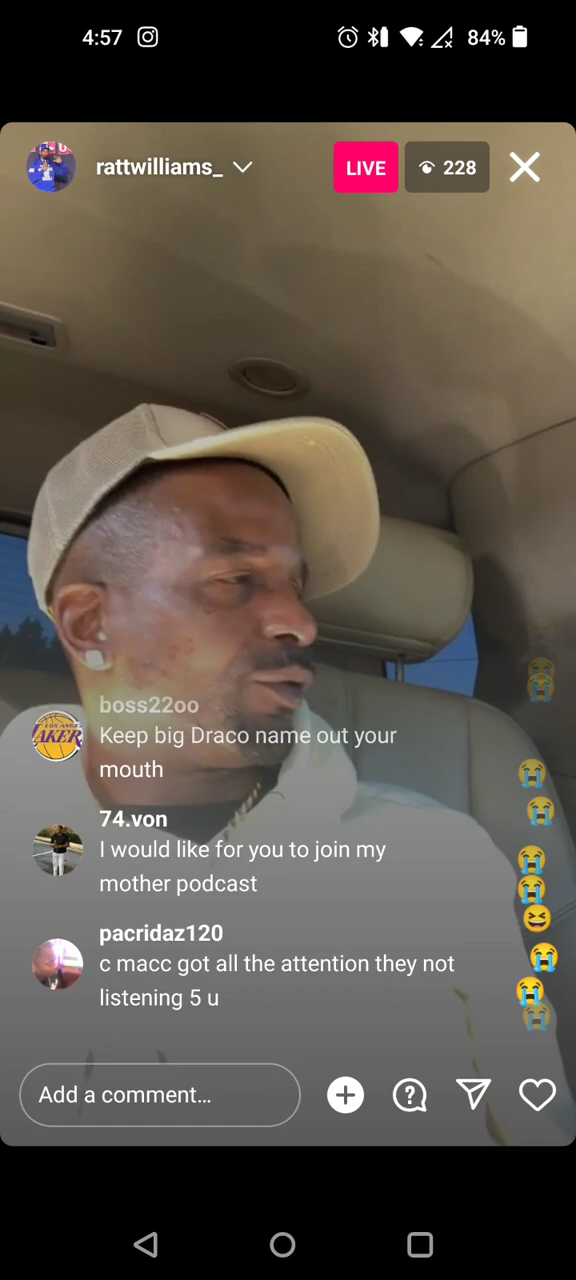 4:57
84%
rattwilliams_
LIVE
228
boss22oo
Keep big Draco name out your
mouth
74.von
I would like for you to join my
mother podcast
pacridaz120
c macc got all the attention they not
listening 5 u
Add a comment...